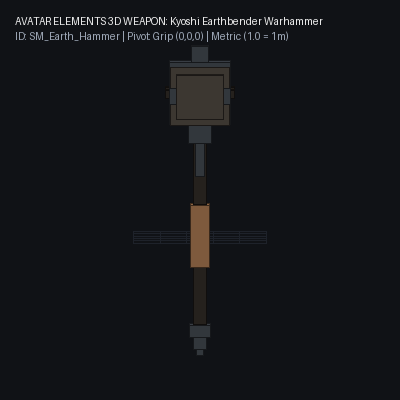 AVATAR ELEMENTS 3D WEAPON: Kyoshi Earthbender Warhammer
ID: SM_Earth_Hammer | Pivot Grip (0,0,0) | Metric (1.0 = 1m)